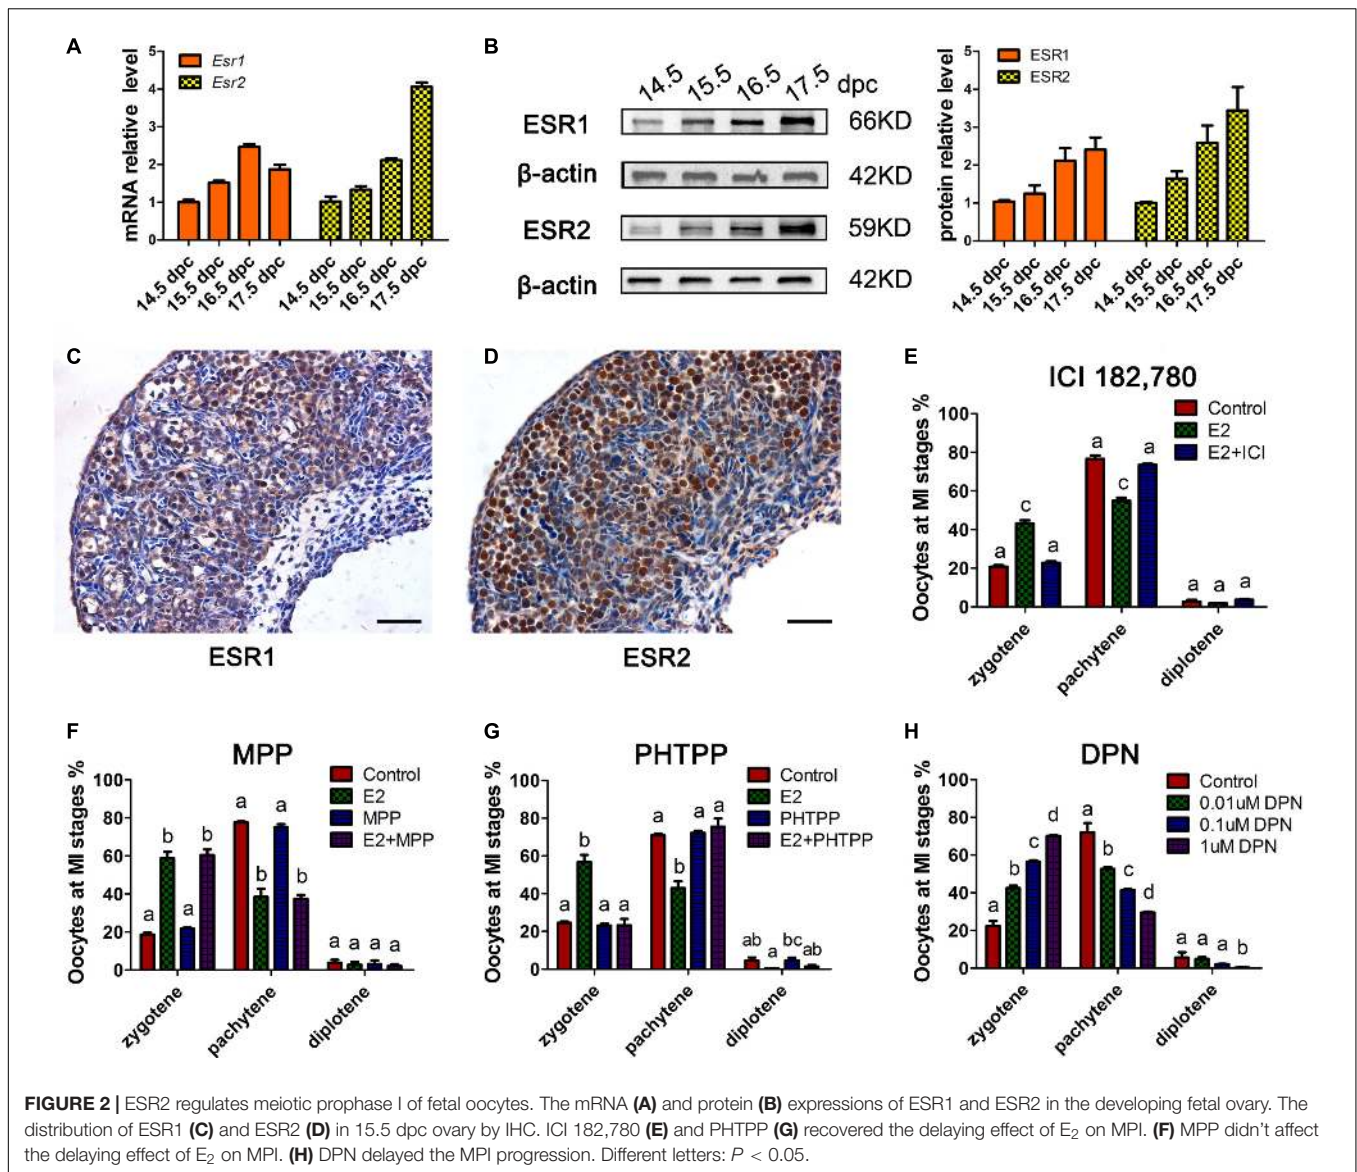 A
mRNA relative level
5
4
3
2
1
0
Esr1
Esr2
14.5 dpc
15.5 dpc
16.5 dpc
17.5 dpc
14.5 dpc
15.5 dpc
16.5 dpc
17.5 dpc
B
14.5 15.5 16.5 17.5 dpc
ESR1 66KD
β-actin 42KD
ESR2 59KD
β-actin 42KD
protein relative level
5
4
3
2
1
0
ESR1
ESR2
14.5 dpc
15.5 dpc
16.5 dpc
17.5 dpc
14.5 dpc
15.5 dpc
16.5 dpc
17.5 dpc
C
ESR1
D
ESR2
E
ICI 182,780
Oocytes at MI stages %
100
80
60
40
20
0
Control
E2
E2+ICI
a c a
a c a
a a a
zygotene
pachytene
diplotene
F
MPP
Oocytes at MI stages %
100
80
60
40
20
0
Control
E2
MPP
E2+MPP
a b a b
a b a b
a a a a
zygotene
pachytene
diplotene
G
PHTPP
Oocytes at MI stages %
100
80
60
40
20
0
Control
E2
PHTPP
E2+PHTPP
a b a a
a b a a
ab a bc ab
zygotene
pachytene
diplotene
H
DPN
Oocytes at MI stages %
100
80
60
40
20
0
Control
0.01uM DPN
0.1uM DPN
1uM DPN
a b c d
a b c d
a a a b
zygotene
pachytene
diplotene
FIGURE 2 | ESR2 regulates meiotic prophase I of fetal oocytes. The mRNA (A) and protein (B) expressions of ESR1 and ESR2 in the developing fetal ovary. The
distribution of ESR1 (C) and ESR2 (D) in 15.5 dpc ovary by IHC. ICI 182,780 (E) and PHTPP (G) recovered the delaying effect of E₂ on MPI. (F) MPP didn't affect
the delaying effect of E₂ on MPI. (H) DPN delayed the MPI progression. Different letters: P < 0.05.